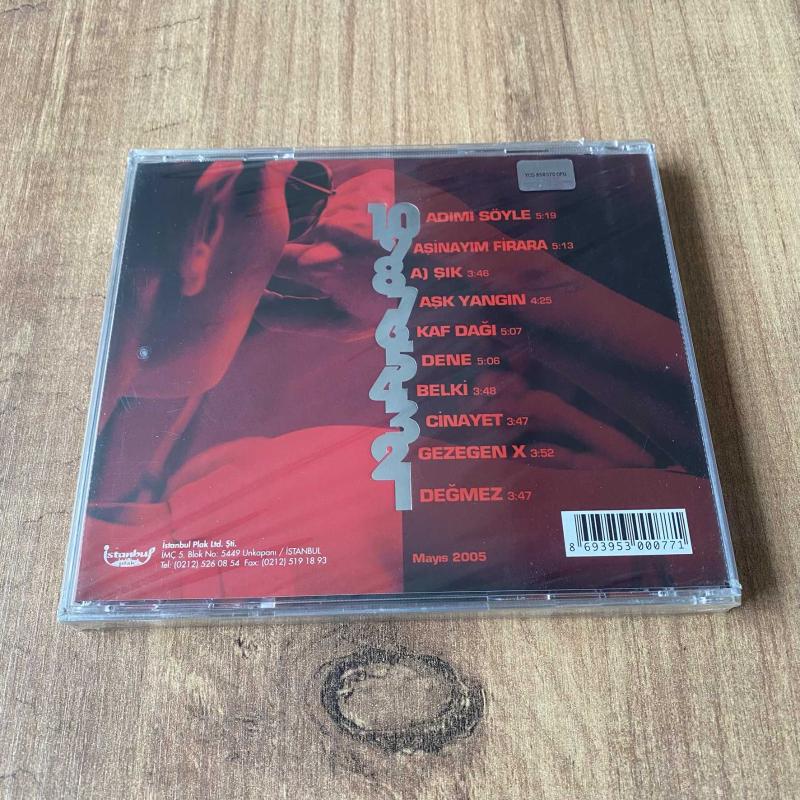 10 ADIMI SÖYLE 5:19
9 AŞİNAYIM FİRARA 5:13
8 A) ŞIK 3:46
7 AŞK YANGIN 4:25
6 KAF DAĞI 5:07
5 DENE 5:06
4 BELKİ 3:48
3 CİNAYET 3:47
2 GEZEGEN X 3:52
1 DEĞMEZ 3:47
istanbul
plak
İstanbul Plak Ltd. Şti.
İMÇ 5. Blok No: 5449 Unkapanı / İSTANBUL
Tel: (0212) 526 08 54 Fax: (0212) 519 18 93
Mayıs 2005
8 693953 000771